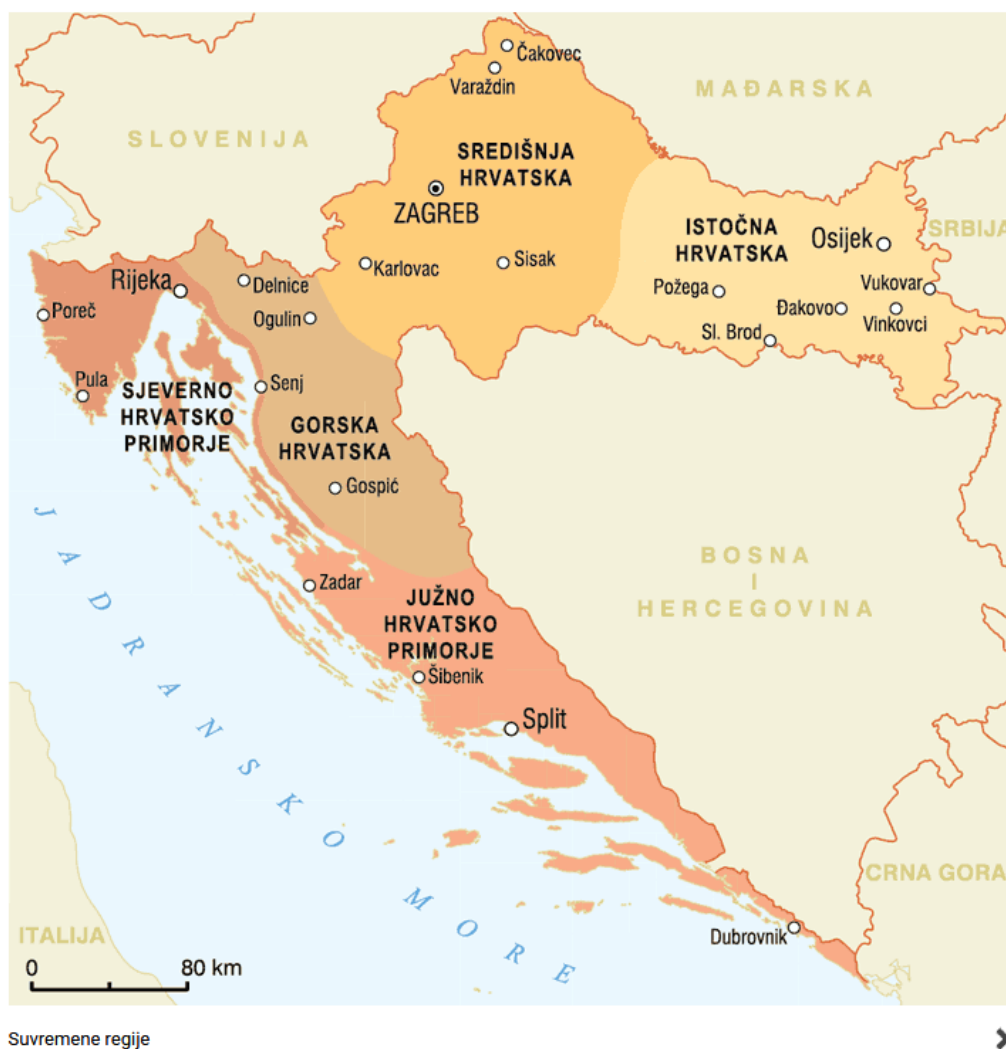 Čakovec
Varaždin
MAĐARSKA
SLOVENIJA
SREDIŠNJA
HRVATSKA
ZAGREB
ISTOČNA
HRVATSKA
Osijek
SRBIJA
Karlovac
Sisak
Rijeka
Delnice
Požega
Vukovar
Poreč
Ogulin
Đakovo
Vinkovci
Sl. Brod
Pula
Senj
SJEVERNO
HRVATSKO
PRIMORJE
GORSKA
HRVATSKA
Gospić
JADRANSKO MORE
BOSNA
I
HERCEGOVINA
Zadar
JUŽNO
HRVATSKO
PRIMORJE
Šibenik
Split
CRNA GORA
ITALIJA
Dubrovnik
0 80 km
Suvremene regije